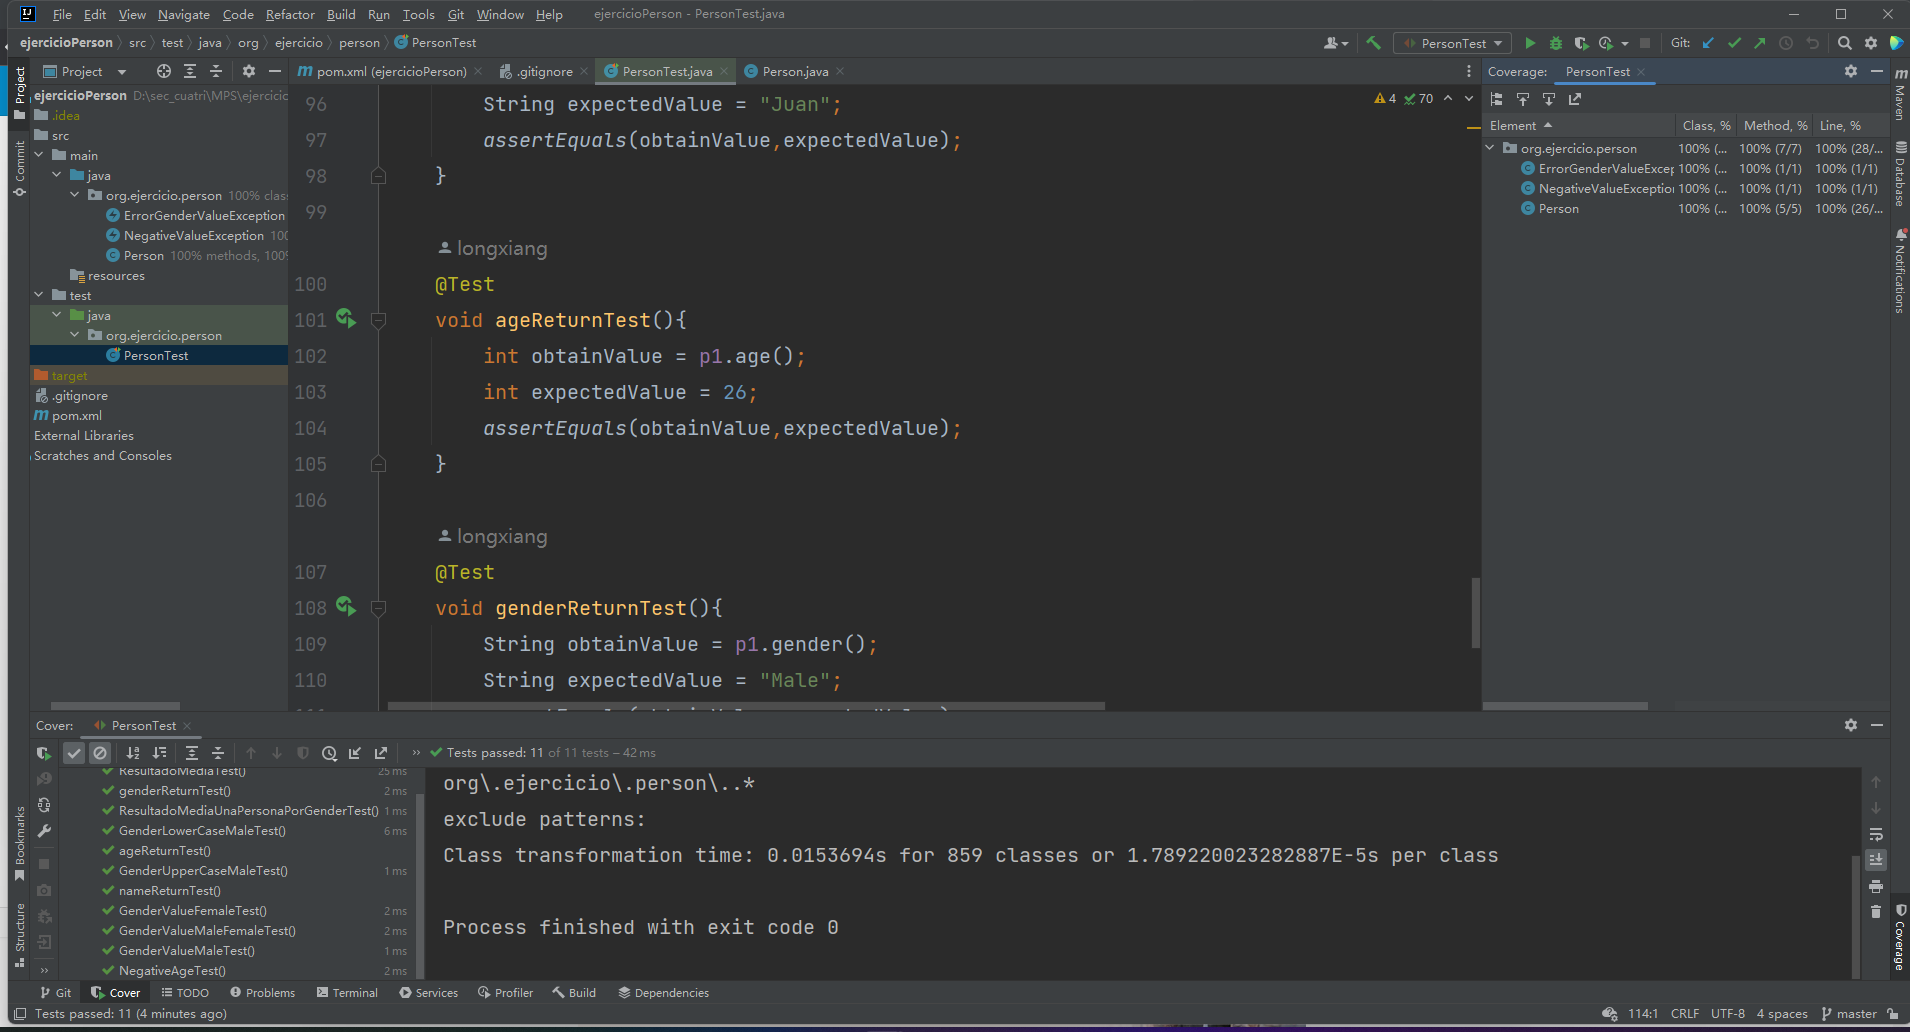 File Edit View Navigate Code Refactor Build Run Tools Git Window Help ejercicioPerson - PersonTest.java
ejercicioPerson src test java org ejercicio person PersonTest
PersonTest Git:
Project
pom.xml (ejercicioPerson) .gitignore PersonTest.java Person.java
Coverage: PersonTest
Project
Commit
Bookmarks
Structure
ejercicioPerson D:\sec_cuatri\MPS\ejercicic
.idea
src
main
java
org.ejercicio.person 100% clas
ErrorGenderValueException
NegativeValueException 100
Person 100% methods, 100%
resources
test
java
org.ejercicio.person
PersonTest
target
.gitignore
pom.xml
External Libraries
Scratches and Consoles
4 70
96 String expectedValue = "Juan";
97 assertEquals(obtainValue,expectedValue);
98 }
99
longxiang
100 @Test
101 void ageReturnTest(){
102 int obtainValue = p1.age();
103 int expectedValue = 26;
104 assertEquals(obtainValue,expectedValue);
105 }
106
longxiang
107 @Test
108 void genderReturnTest(){
109 String obtainValue = p1.gender();
110 String expectedValue = "Male";
Element Class, % Method, % Line, %
org.ejercicio.person 100% (... 100% (7/7) 100% (28/...
ErrorGenderValueExcep 100% (... 100% (1/1) 100% (1/1)
NegativeValueException 100% (... 100% (1/1) 100% (1/1)
Person 100% (... 100% (5/5) 100% (26/...
Maven
Database
Notifications
Coverage
Cover: PersonTest
Tests passed: 11 of 11 tests – 42 ms
ResultadoMediaTest() 25 ms
genderReturnTest() 2 ms
ResultadoMediaUnaPersonaPorGenderTest() 1 ms
GenderLowerCaseMaleTest() 6 ms
ageReturnTest()
GenderUpperCaseMaleTest() 1 ms
nameReturnTest()
GenderValueFemaleTest() 2 ms
GenderValueMaleFemaleTest() 2 ms
GenderValueMaleTest() 1 ms
NegativeAgeTest() 2 ms
org\.ejercicio\.person\..*
exclude patterns:
Class transformation time: 0.0153694s for 859 classes or 1.789220023282887E-5s per class
Process finished with exit code 0
Git Cover TODO Problems Terminal Services Profiler Build Dependencies
Tests passed: 11 (4 minutes ago)
114:1 CRLF UTF-8 4 spaces master